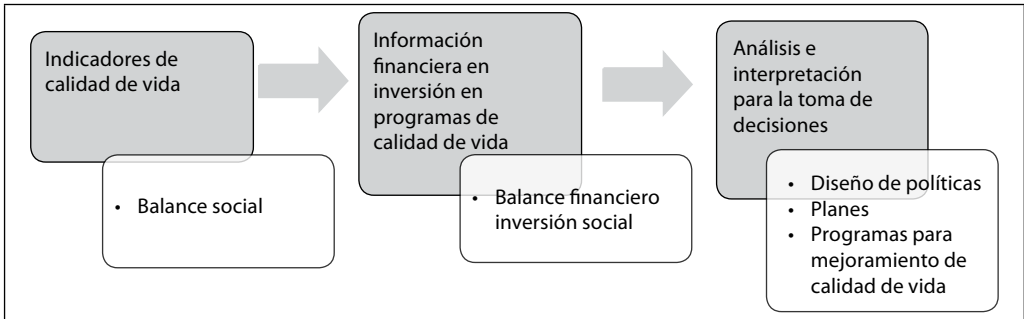 Indicadores de
calidad de vida
• Balance social
Información
financiera en
inversión en
programas de
calidad de vida
• Balance financiero
inversión social
Análisis e
interpretación
para la toma de
decisiones
• Diseño de políticas
• Planes
• Programas para
mejoramiento de
calidad de vida